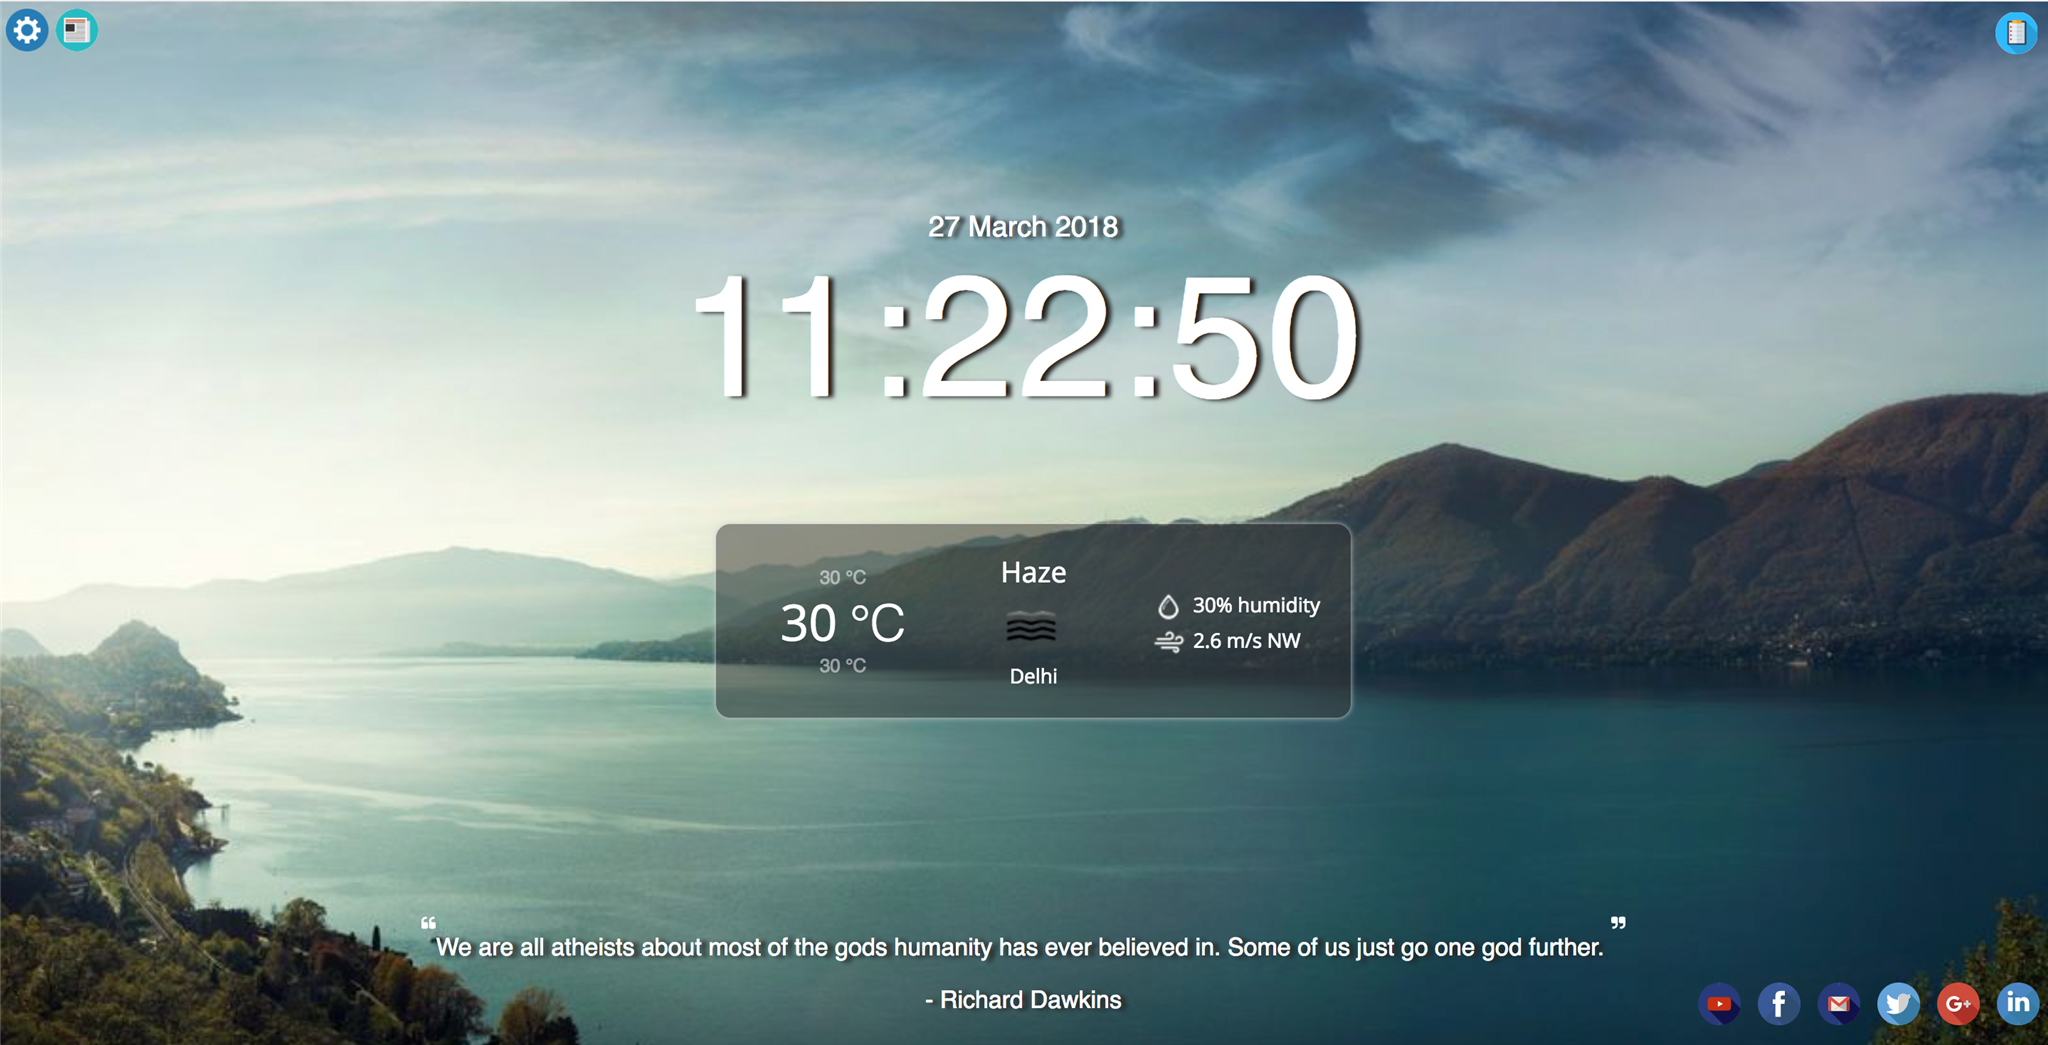 27 March 2018
11:22:50
30 °C
30 °C
30 °C
Haze
Delhi
30% humidity
2.6 m/s NW
“We are all atheists about most of the gods humanity has ever believed in. Some of us just go one god further.”
- Richard Dawkins
f
G+
in